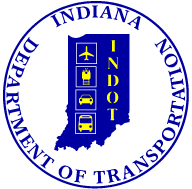 INDIANA
DEPARTMENT OF TRANSPORTATION
INDOT